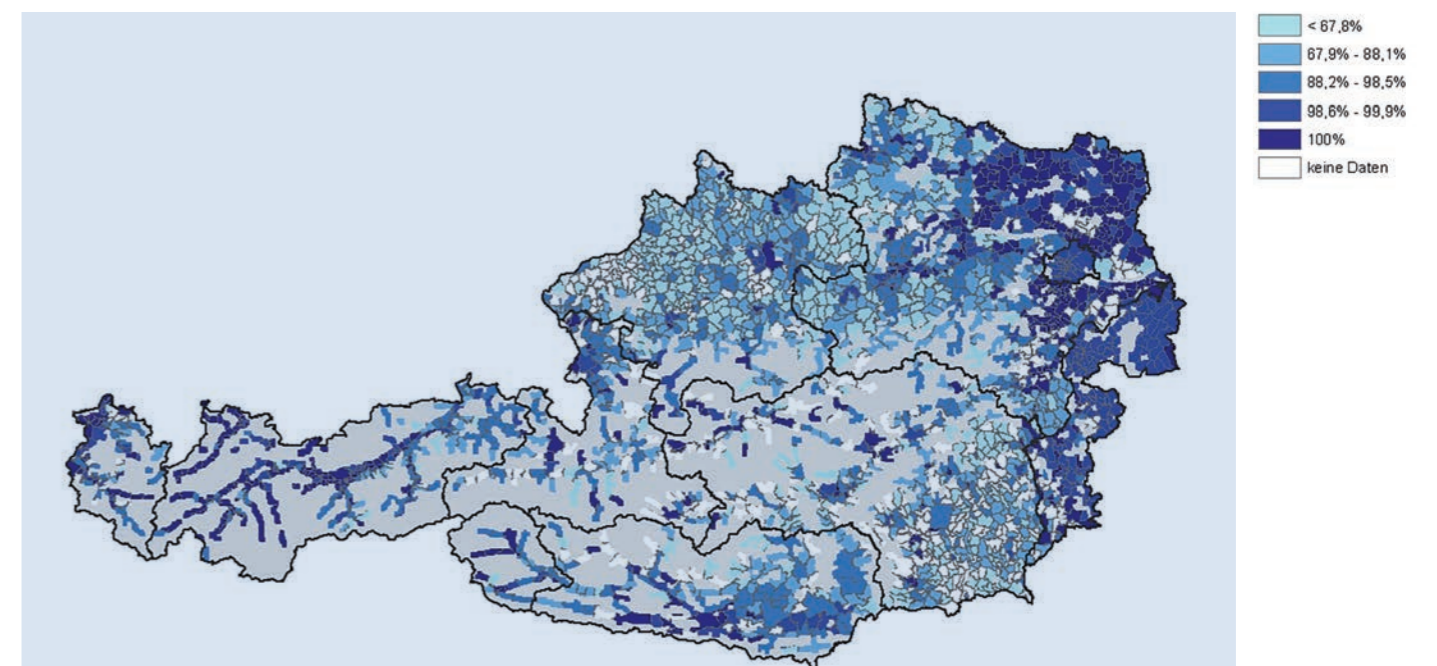 < 67,8%
67,9% - 88,1%
88,2% - 98,5%
98,6% - 99,9%
100%
keine Daten